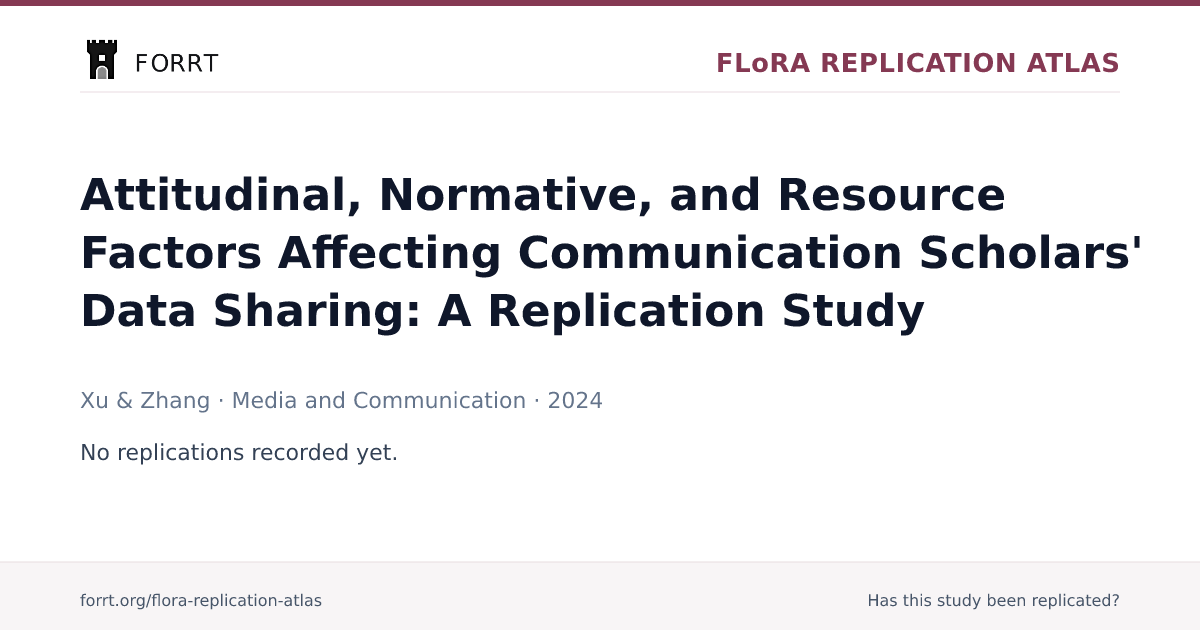 FORRT
FLoRA REPLICATION ATLAS
Attitudinal, Normative, and Resource
Factors Affecting Communication Scholars'
Data Sharing: A Replication Study
Xu & Zhang · Media and Communication · 2024
No replications recorded yet.
forrt.org/flora-replication-atlas
Has this study been replicated?